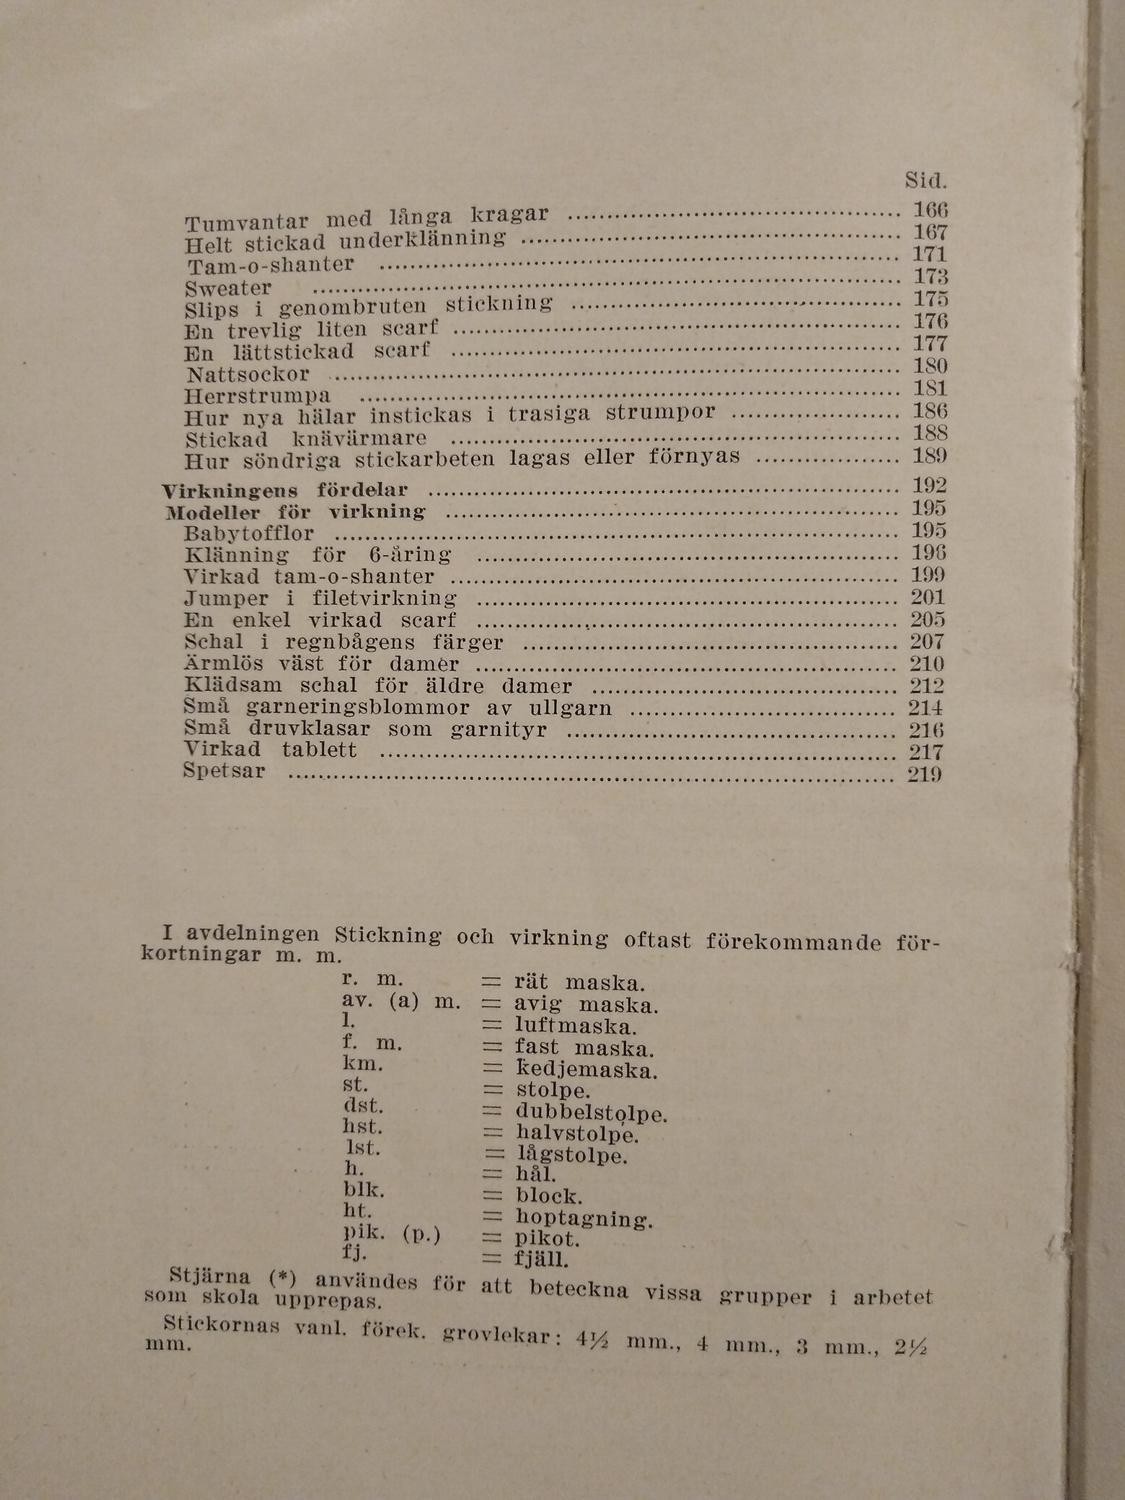 Sid.
Tumvantar med långa kragar ........ 166
Helt stickad underklänning ........ 167
Tam-o-shanter ........ 171
Sweater ........ 173
Slips i genombruten stickning ........ 175
En trevlig liten scarf ........ 176
En lättstickad scarf ........ 177
Nattsockor ........ 180
Herrstrumpa ........ 181
Hur nya hälar instickas i trasiga strumpor ........ 186
Stickad knävärmare ........ 188
Hur söndriga stickarbeten lagas eller förnyas ........ 189
Virkningens fördelar ........ 192
Modeller för virkning ........ 195
Babytofflor ........ 195
Klänning för 6-åring ........ 196
Virkad tam-o-shanter ........ 199
Jumper i filetvirkning ........ 201
En enkel virkad scarf ........ 205
Schal i regnbågens färger ........ 207
Ärmlös väst för damer ........ 210
Klädsam schal för äldre damer ........ 212
Små garneringsblommor av ullgarn ........ 214
Små druvklasar som garnityr ........ 216
Virkad tablett ........ 217
Spetsar ........ 219
I avdelningen Stickning och virkning oftast förekommande för-
kortningar m. m.
r. m. = rät maska.
av. (a) m. = avig maska.
l. = luftmaska.
f. m. = fast maska.
km. = kedjemaska.
st. = stolpe.
dst. = dubbelstolpe.
hst. = halvstolpe.
lst. = lågstolpe.
h. = hål.
blk. = block.
ht. = hoptagning.
pik. (p.) = pikot.
fj. = fjäll.
Stjärna (*) användes för att beteckna vissa grupper i arbetet
som skola upprepas.
Stickornas vanl. förek. grovlekar: 4½ mm., 4 mm., 3 mm., 2½
mm.